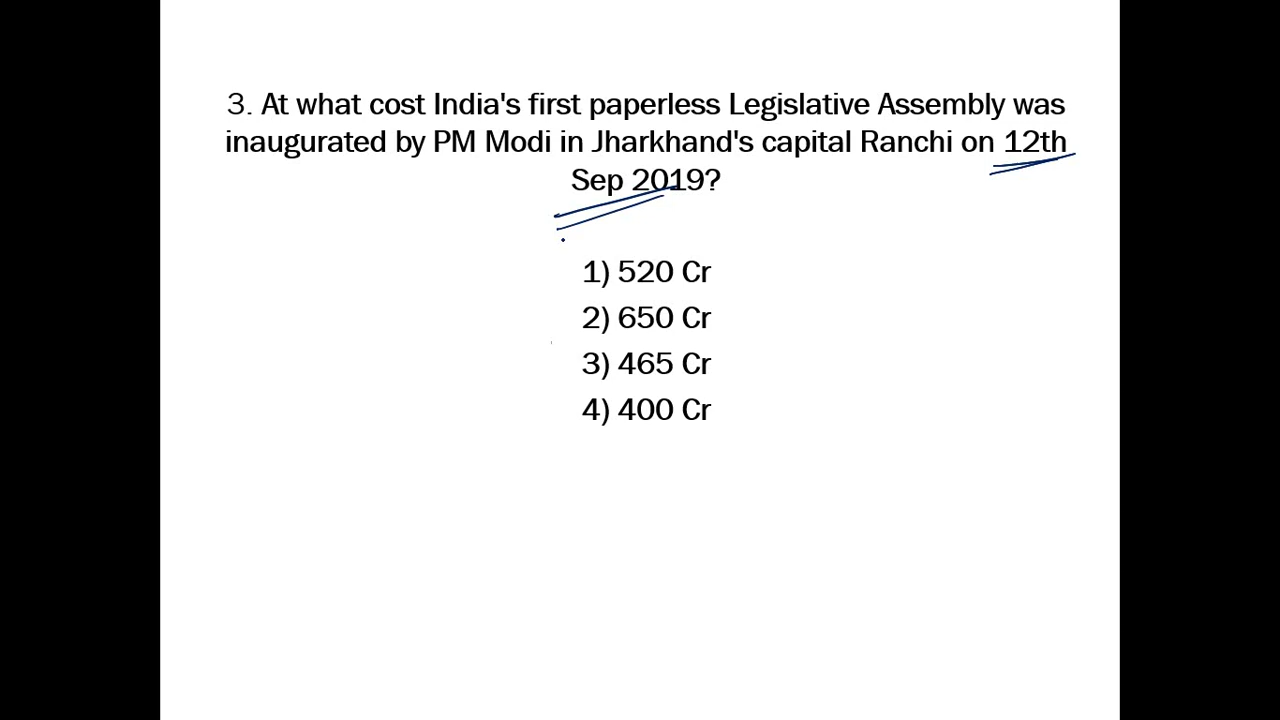 3. At what cost India's first paperless Legislative Assembly was
inaugurated by PM Modi in Jharkhand's capital Ranchi on 12th
Sep 2019?
1) 520 Cr
2) 650 Cr
3) 465 Cr
4) 400 Cr